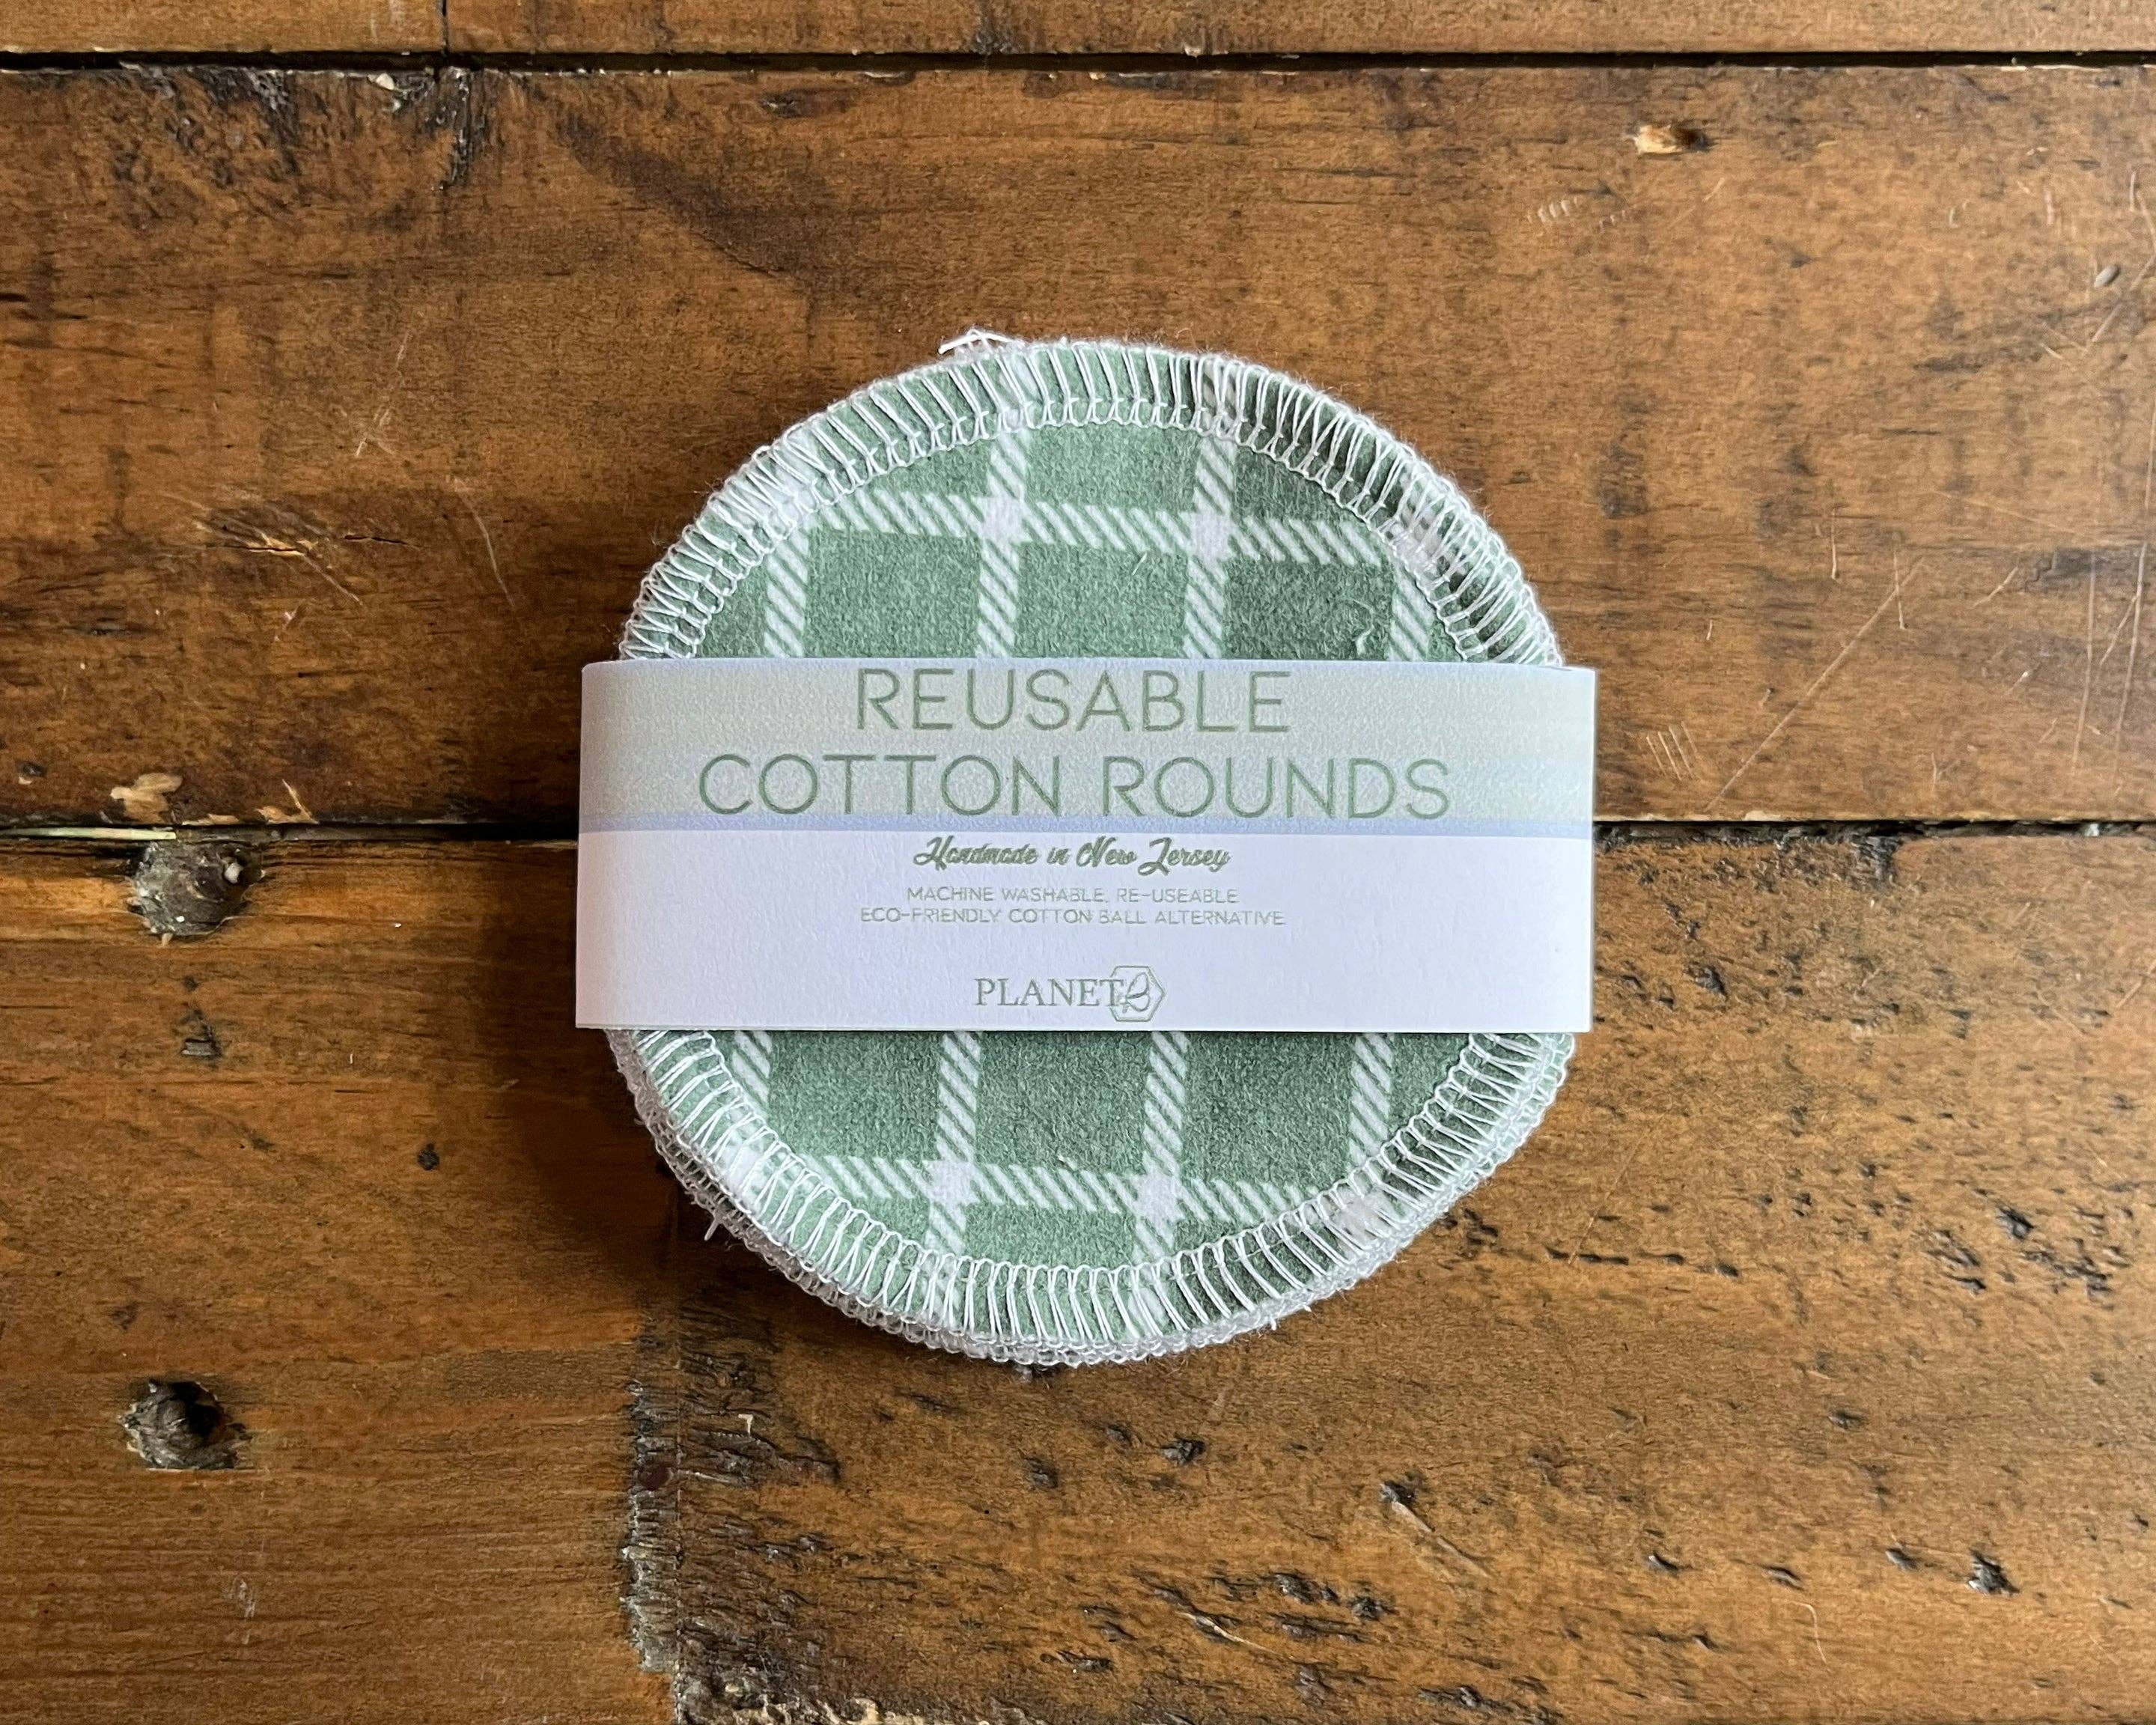 REUSABLE
COTTON ROUNDS
Handmade in New Jersey
MACHINE WASHABLE, RE-USEABLE
ECO-FRIENDLY COTTON BALL ALTERNATIVE
PLANET B